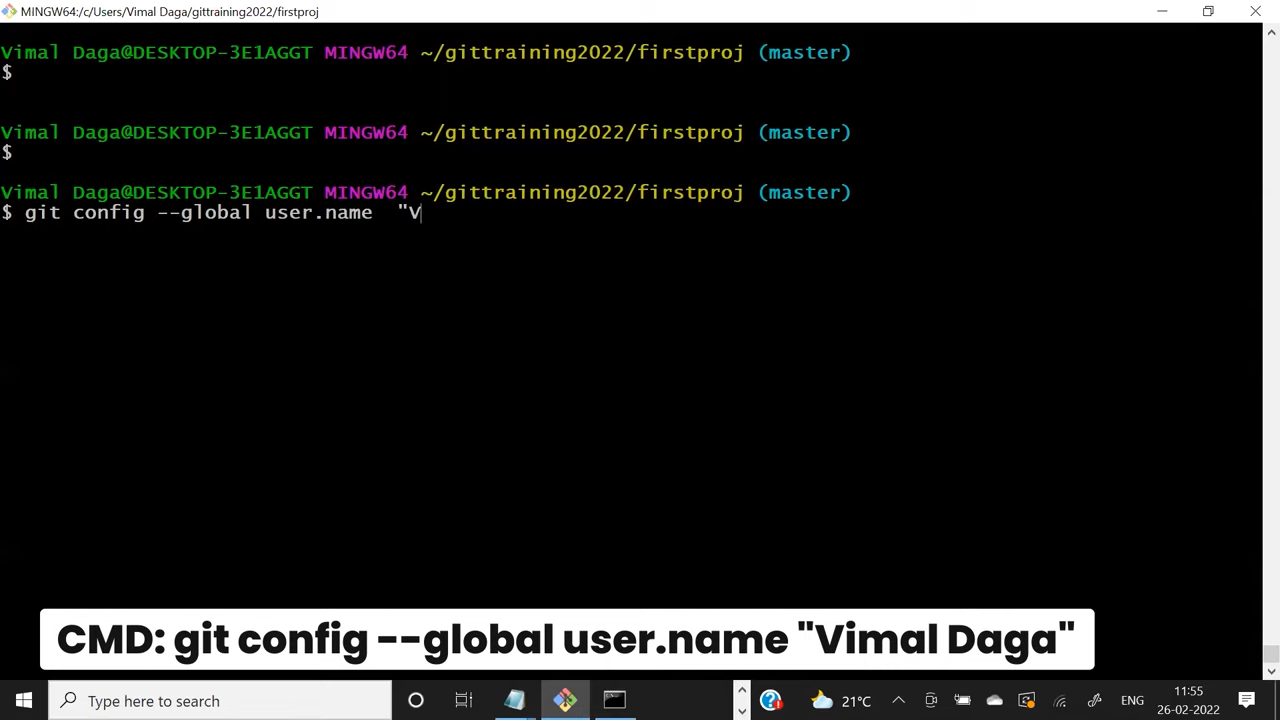 MINGW64:/c/Users/Vimal Daga/gittraining2022/firstproj
Vimal Daga@DESKTOP-3E1AGGT MINGW64 ~/gittraining2022/firstproj (master)
$
Vimal Daga@DESKTOP-3E1AGGT MINGW64 ~/gittraining2022/firstproj (master)
$
Vimal Daga@DESKTOP-3E1AGGT MINGW64 ~/gittraining2022/firstproj (master)
$ git config --global user.name  "V
CMD: git config --global user.name "Vimal Daga"
Type here to search
21°C
ENG
11:55
26-02-2022